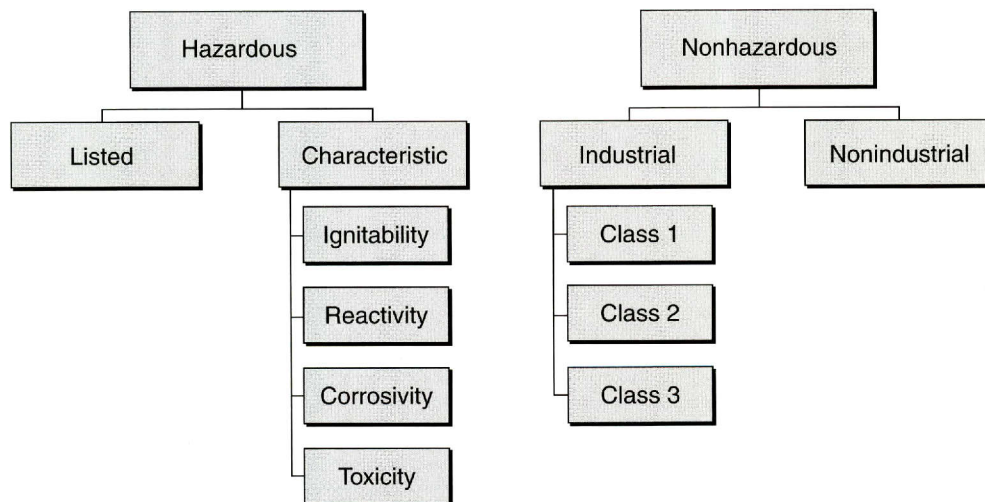 Hazardous
Listed
Characteristic
Ignitability
Reactivity
Corrosivity
Toxicity
Nonhazardous
Industrial
Nonindustrial
Class 1
Class 2
Class 3